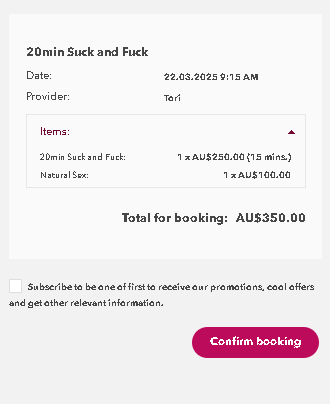 20min Suck and Fuck
Date: 22.03.2025 9:15 AM
Provider: Tori
Items:
20min Suck and Fuck: 1 x AU$250.00 (15 mins.)
Natural Sex: 1 x AU$100.00
Total for booking: AU$350.00
Subscribe to be one of first to receive our promotions, cool offers
and get other relevant information.
Confirm booking